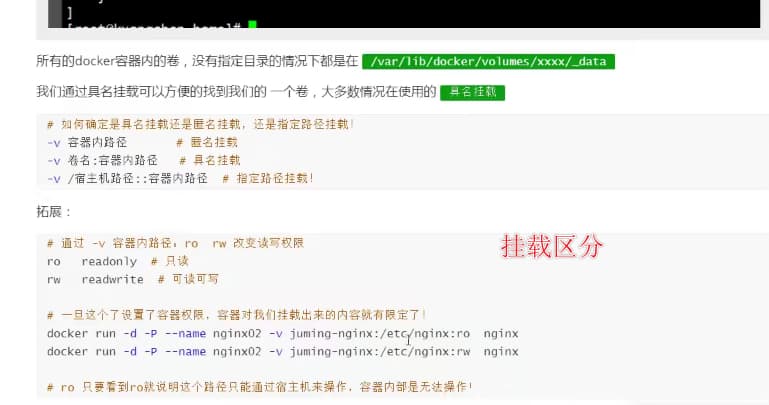 ]
[root@kuangshen home]#
所有的docker容器内的卷，没有指定目录的情况下都是在 /var/lib/docker/volumes/xxxx/_data
我们通过具名挂载可以方便的找到我们的一个卷，大多数情况在使用的 具名挂载
# 如何确定是具名挂载还是匿名挂载，还是指定路径挂载！
-v 容器内路径 # 匿名挂载
-v 卷名:容器内路径 # 具名挂载
-v /宿主机路径::容器内路径 # 指定路径挂载！
拓展：
# 通过 -v 容器内路径：ro rw 改变读写权限
ro readonly # 只读
rw readwrite # 可读可写
挂载区分
# 一旦这个了设置了容器权限，容器对我们挂载出来的内容就有限定了！
docker run -d -P --name nginx02 -v juming-nginx:/etc/nginx:ro nginx
docker run -d -P --name nginx02 -v juming-nginx:/etc/nginx:rw nginx
# ro 只要看到ro就说明这个路径只能通过宿主机来操作，容器内部是无法操作！